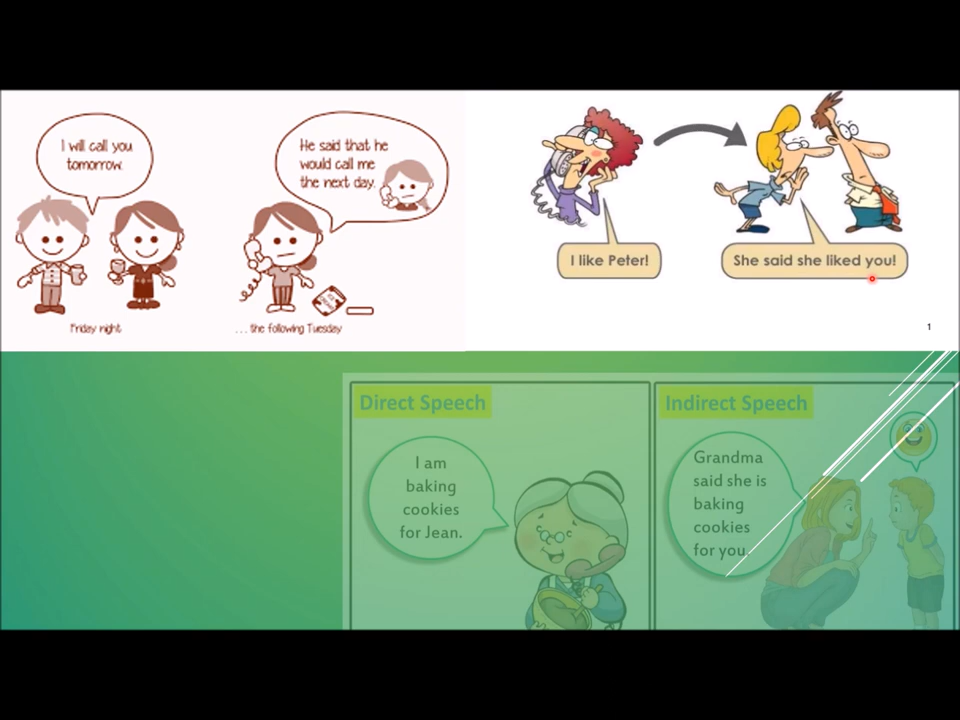 I will call you
tomorrow.
He said that he
would call me
the next day.
Friday night
... the following Tuesday
I like Peter!
She said she liked you!
1
Direct Speech
I am
baking
cookies
for Jean.
Indirect Speech
Grandma
said she is
baking
cookies
for you.